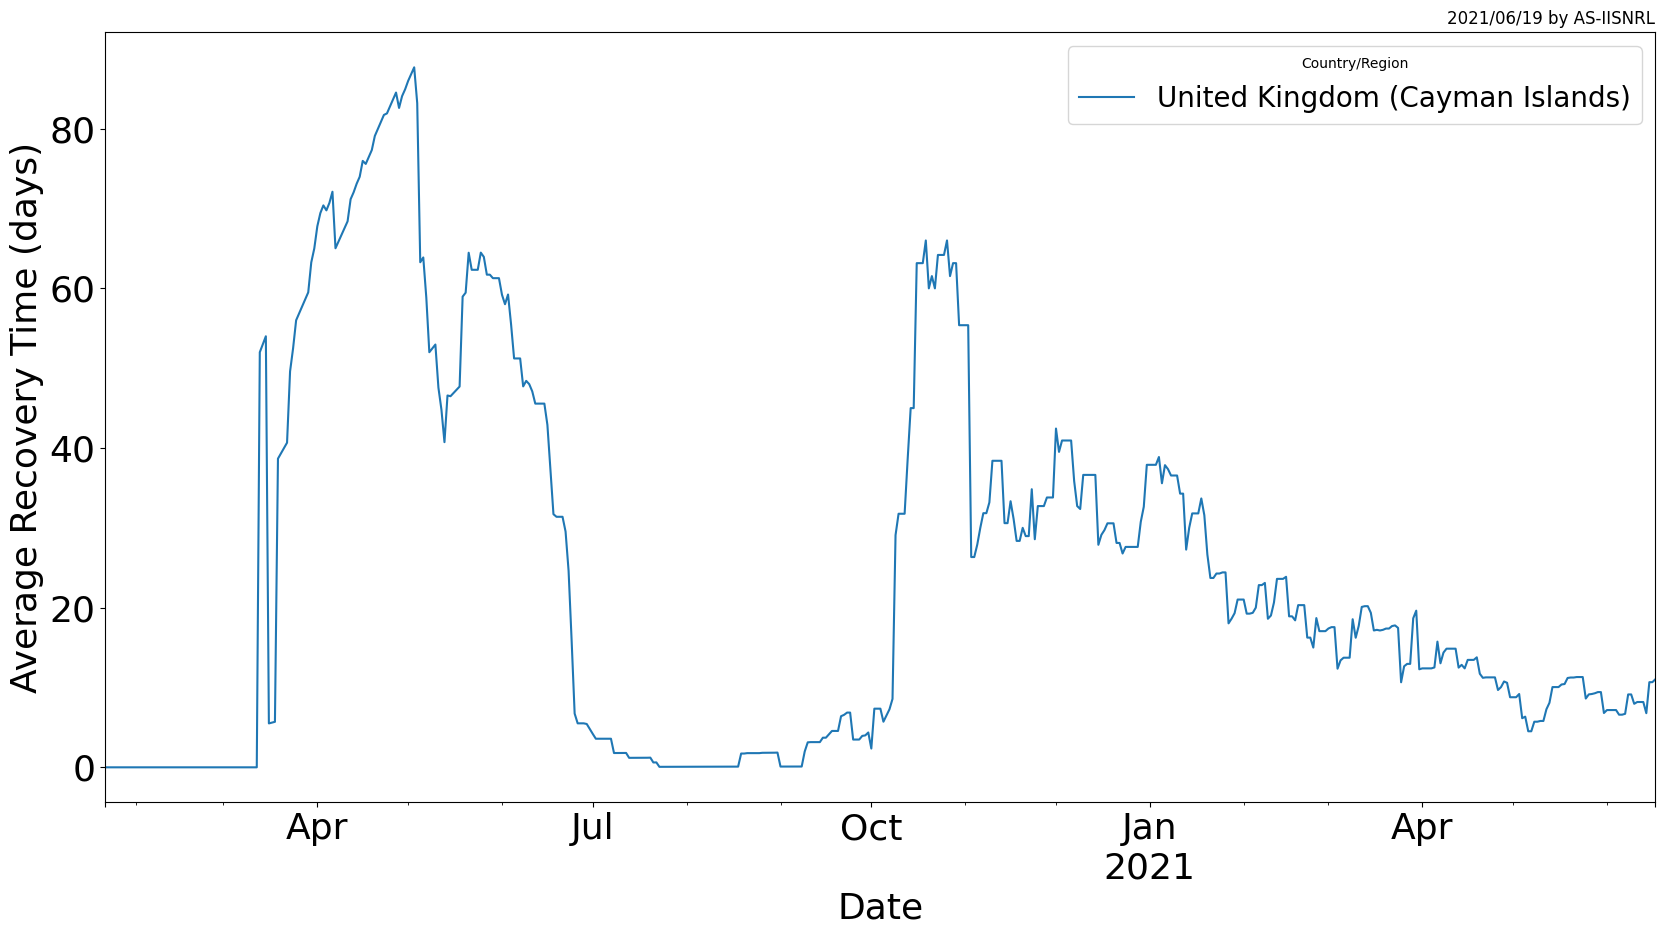 2021/06/19 by AS-IISNRL
Country/Region
United Kingdom (Cayman Islands)
Average Recovery Time (days)
80
60
40
20
0
Apr
Jul
Oct
Jan
2021
Apr
Date